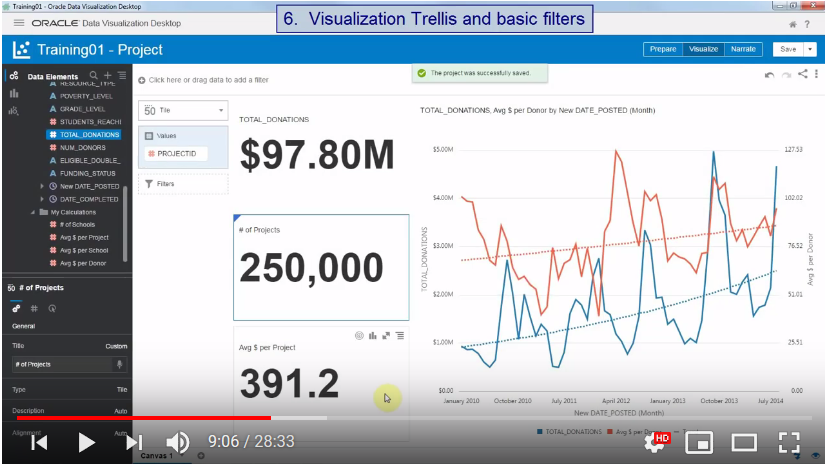 Training01 - Oracle Data Visualization Desktop
6. Visualization Trellis and basic filters
ORACLE Data Visualization Desktop
Training01 - Project
Prepare
Visualize
Narrate
Save
Data Elements
The project was successfully saved.
Click here or drag data to add a filter
RESOURCE_TYPE
POVERTY_LEVEL
GRADE_LEVEL
STUDENTS_REACHI
TOTAL_DONATIONS
NUM_DONORS
ELIGIBLE_DOUBLE_
FUNDING_STATUS
New DATE_POSTED
DATE_COMPLETED
My Calculations
# of Schools
Avg $ per Project
Avg $ per School
Avg $ per Donor
50 # of Projects
General
Title
Custom
# of Projects
Type
Tile
Description
Auto
Alignment
Auto
50 Tile
Values
PROJECTID
Filters
TOTAL_DONATIONS
$97.80M
# of Projects
250,000
Avg $ per Project
391.2
TOTAL_DONATIONS, Avg $ per Donor by New DATE_POSTED (Month)
$5.00M
$4.00M
$3.00M
$2.00M
$1.00M
$0.00
TOTAL_DONATIONS
127.53
102.02
76.52
51.01
25.51
0.00
Avg $ per Donor
January 2010
October 2010
July 2011
April 2012
January 2013
October 2013
July 2014
New DATE_POSTED (Month)
TOTAL_DONATIONS
Avg $ per Do
Canvas 1
9:06 / 28:33
HD